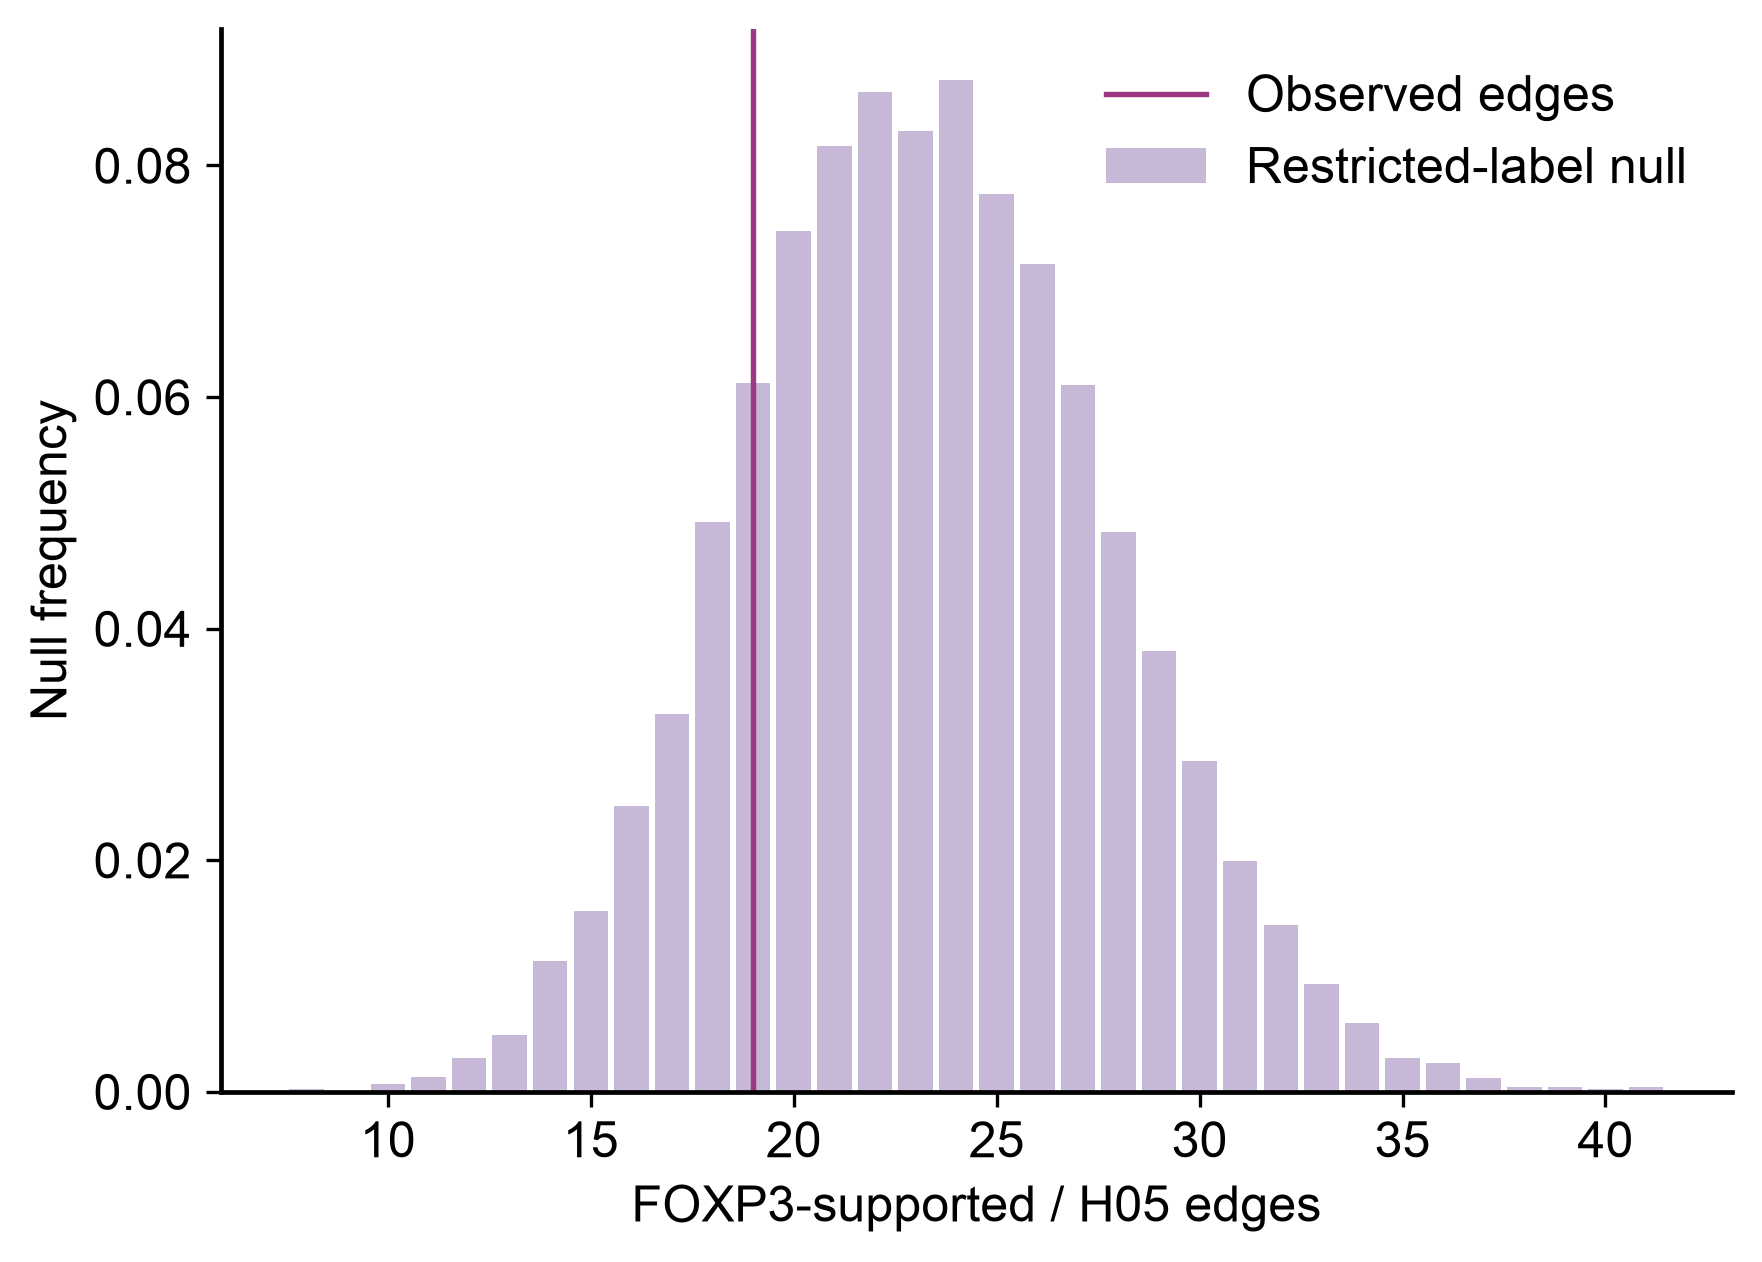 Observed edges
Restricted-label null
0.08
0.06
0.04
0.02
0.00
Null frequency
10 15 20 25 30 35 40
FOXP3-supported / H05 edges